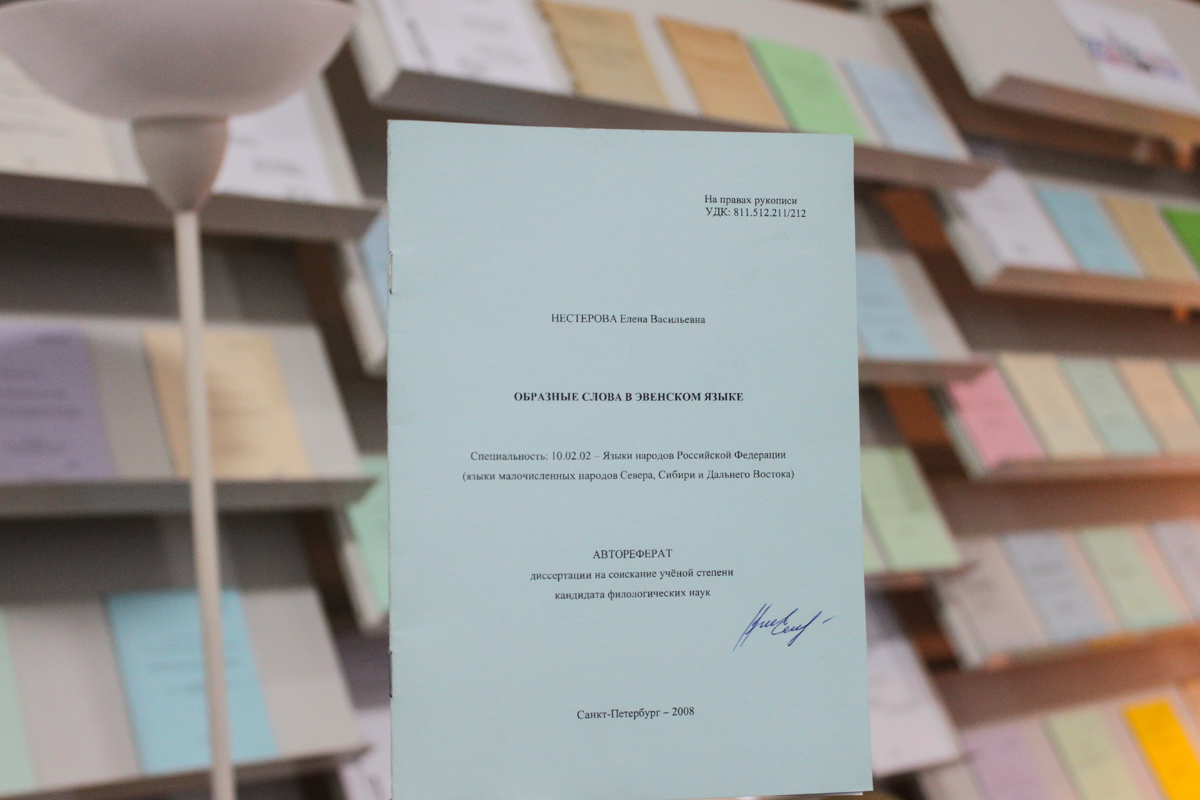 На правах рукописи
УДК: 811.512.211/212
НЕСТЕРОВА Елена Васильевна
ОБРАЗНЫЕ СЛОВА В ЭВЕНСКОМ ЯЗЫКЕ
Специальность: 10.02.02 – Языки народов Российской Федерации
(языки малочисленных народов Севера, Сибири и Дальнего Востока)
АВТОРЕФЕРАТ
диссертации на соискание учёной степени
кандидата филологических наук
Санкт-Петербург – 2008